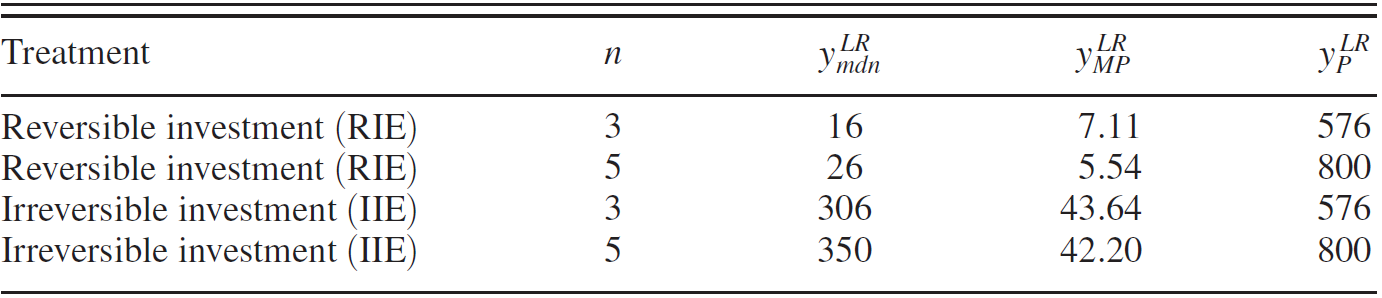 Treatment n y_{mdn}^{LR} y_{MP}^{LR} y_{P}^{LR}
Reversible investment (RIE) 3 16 7.11 576
Reversible investment (RIE) 5 26 5.54 800
Irreversible investment (IIE) 3 306 43.64 576
Irreversible investment (IIE) 5 350 42.20 800